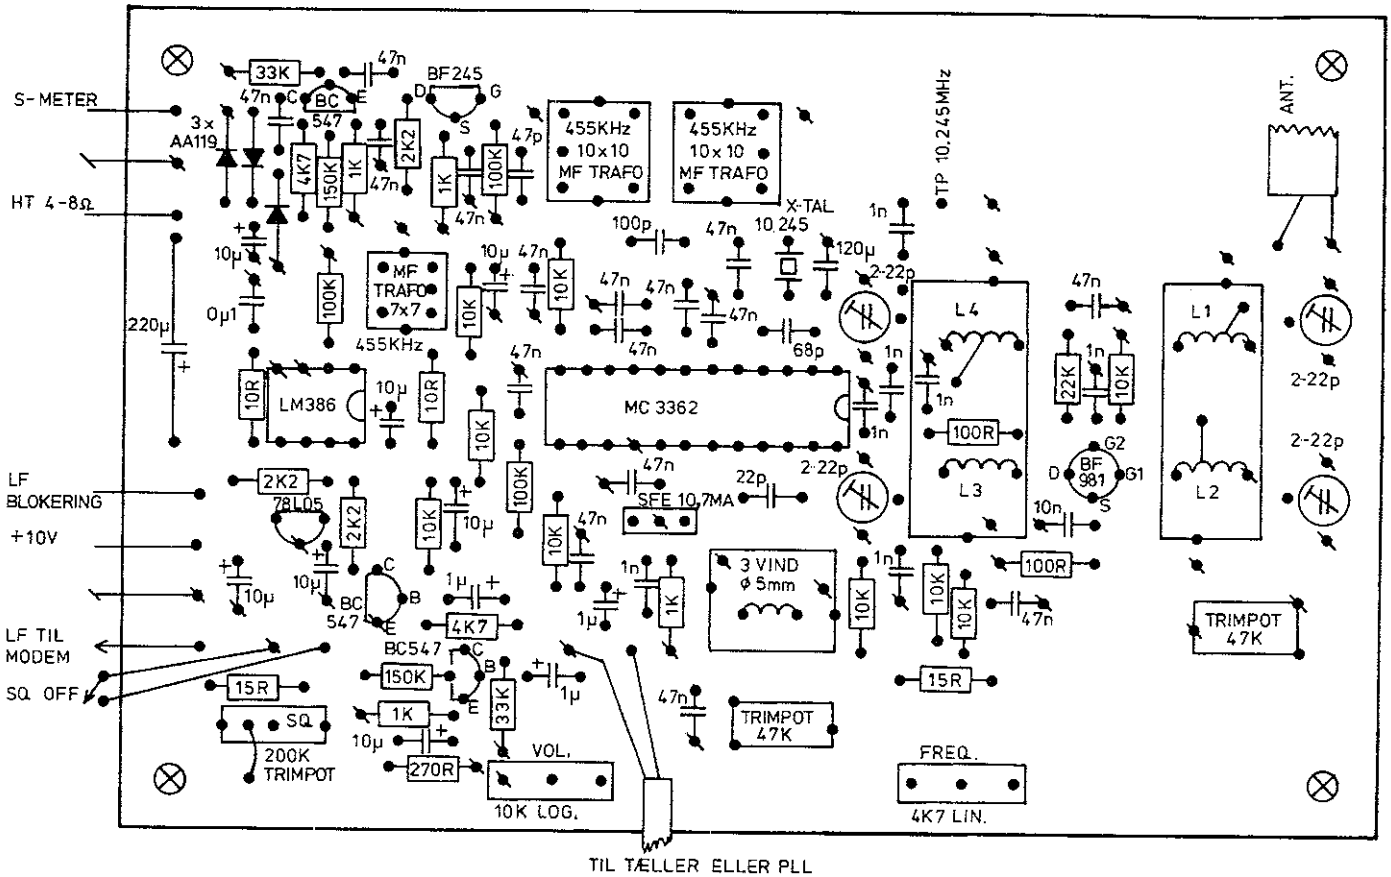 33K
47n
BF245
D
G
S
S-METER
47n
C
BC
547
E
3x
AA119
4K7
150K
1K
47n
2K2
1K
47n
100K
47p
455KHz
10x10
MF TRAFO
455KHz
10x10
MF TRAFO
TP 10,245MHz
ANT.
HT 4-8Ω
10µ
0µ1
100K
MF
TRAFO
7x7
455KHz
10K
10µ
47n
10K
100p
47n
47n
47n
47n
X-TAL
10,245
120µ
68p
1n
2-22p
L4
47n
L1
2-22p
220µ
10R
LM386
10µ
10R
10K
47n
100K
MC 3362
1n
1n
1n
100R
22K
1n
10K
2-22p
L3
D
G2
BF
981
G1
S
L2
2-22p
LF
BLOKERING
+10V
2K2
78L05
2K2
10K
10µ
10µ
10µ
47n
22p
SFE 10,7MA
10K
47n
10n
100R
C
BC
547
B
E
1µ
4K7
1µ
1n
1K
3 VIND
ø 5mm
10K
1n
10K
10K
47n
TRIMPOT
47K
LF TIL
MODEM
SQ OFF
15R
SQ
200K
TRIMPOT
BC547
C
B
E
150K
1K
10µ
270R
33K
1µ
47n
TRIMPOT
47K
15R
VOL.
10K LOG.
FREQ.
4K7 LIN.
TIL TÆLLER ELLER PLL